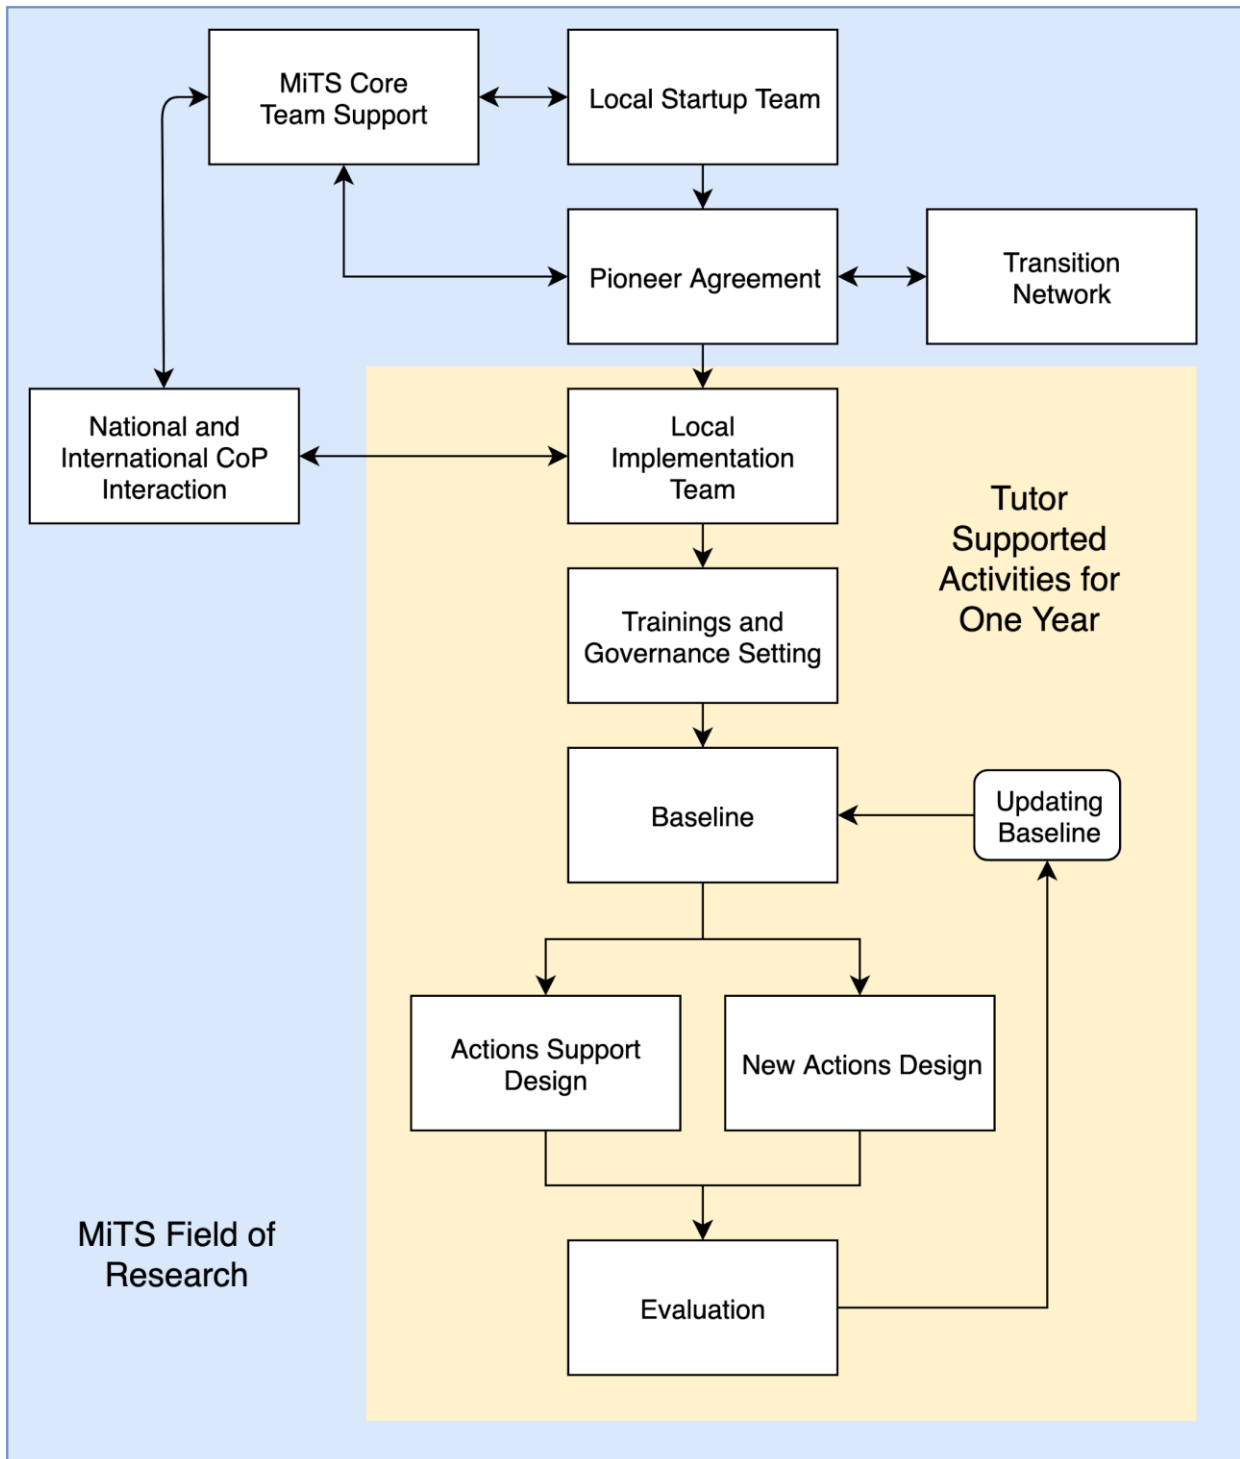 MiTS Core
Team Support
Local Startup Team
Pioneer Agreement
Transition
Network
National and
International CoP
Interaction
Local
Implementation
Team
Tutor
Supported
Activities for
One Year
Trainings and
Governance Setting
Baseline
Updating
Baseline
Actions Support
Design
New Actions Design
MiTS Field of
Research
Evaluation